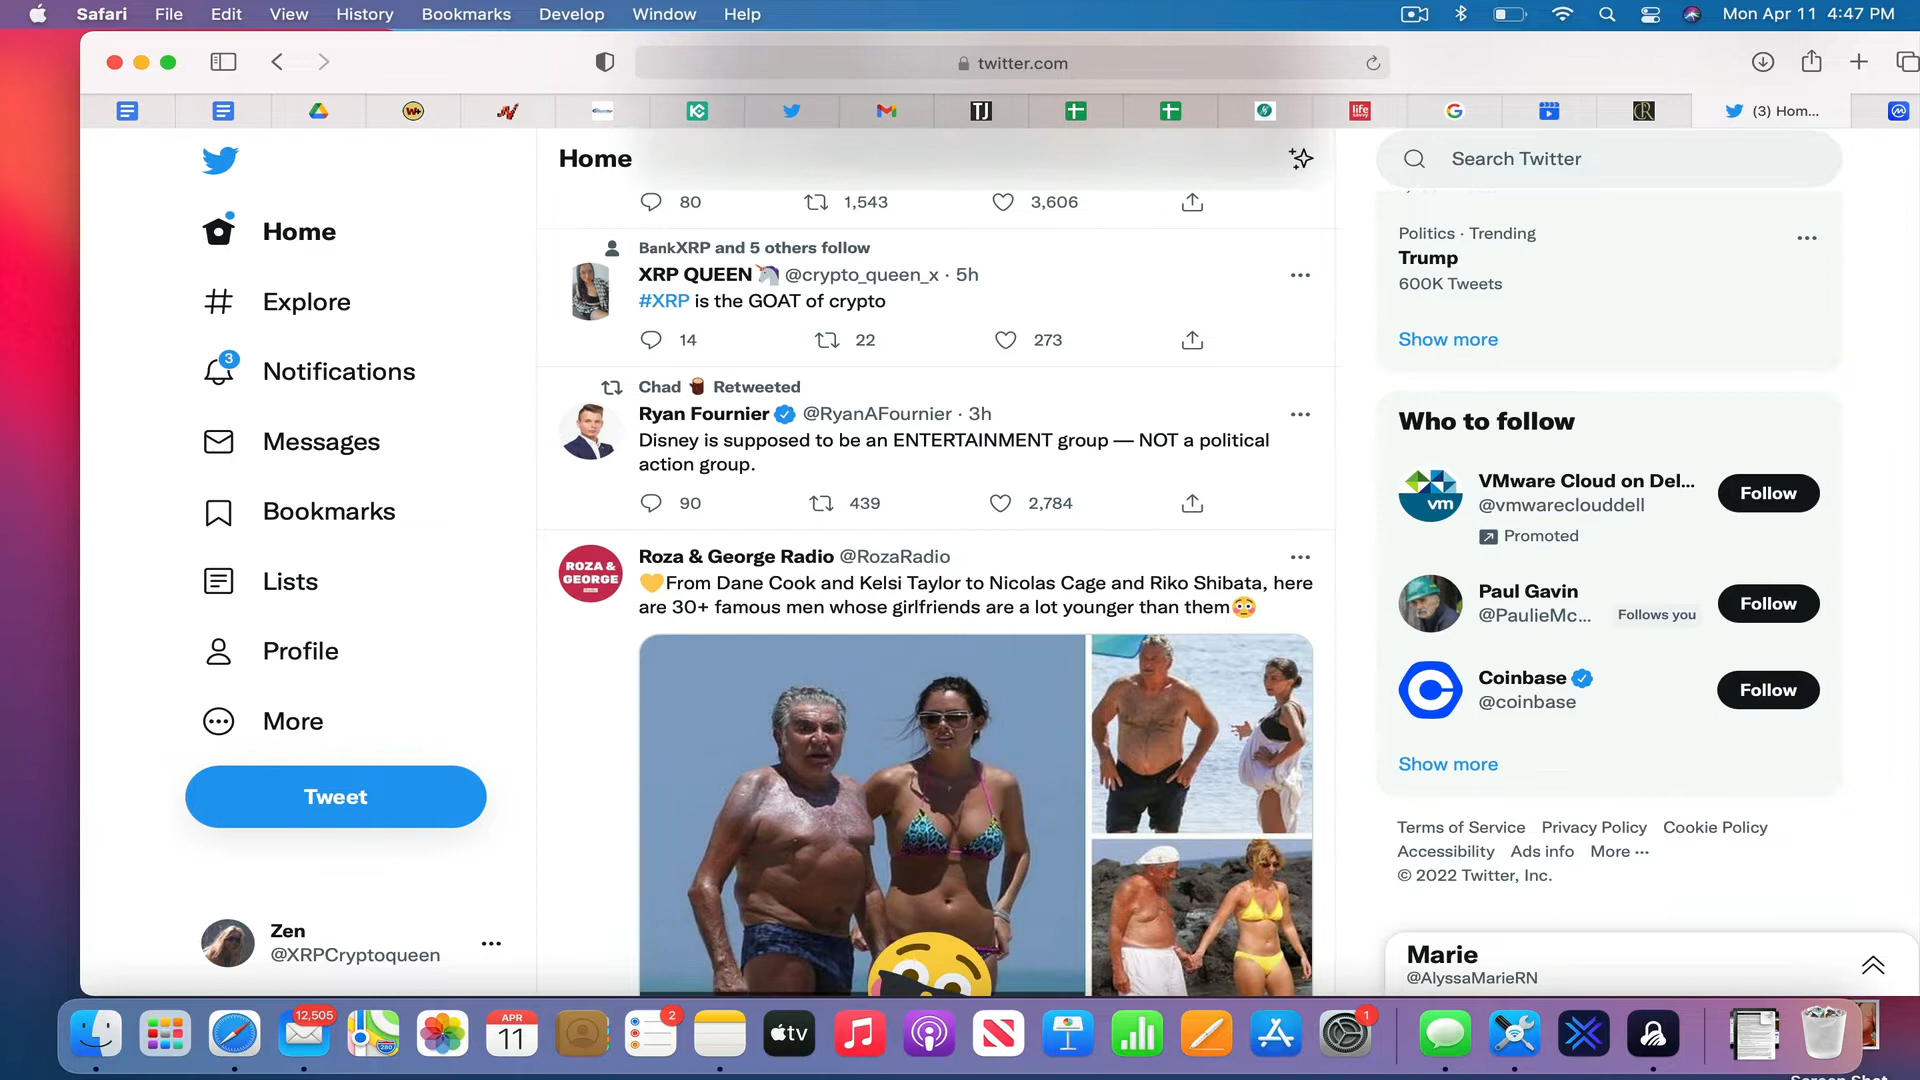 Safari File Edit View History Bookmarks Develop Window Help
Mon Apr 11 4:47 PM
twitter.com
TJ
life
savvy
CR
(3) Hom...
Home
Search Twitter
Home
Explore
3
Notifications
Messages
Bookmarks
Lists
Profile
More
Tweet
Zen
@XRPCryptoqueen
80 1,543 3,606
BankXRP and 5 others follow
XRP QUEEN🦄 @crypto_queen_x · 5h
#XRP is the GOAT of crypto
14 22 273
Chad 🪵 Retweeted
Ryan Fournier @RyanAFournier · 3h
Disney is supposed to be an ENTERTAINMENT group — NOT a political
action group.
90 439 2,784
ROZA &
GEORGE
Roza & George Radio @RozaRadio
💛From Dane Cook and Kelsi Taylor to Nicolas Cage and Riko Shibata, here
are 30+ famous men whose girlfriends are a lot younger than them😳
Politics · Trending
Trump
600K Tweets
Show more
Who to follow
vm
VMware Cloud on Del...
@vmwareclouddell
Promoted
Follow
Paul Gavin
@PaulieMc... Follows you
Follow
Coinbase
@coinbase
Follow
Show more
Terms of Service Privacy Policy Cookie Policy
Accessibility Ads info More ···
© 2022 Twitter, Inc.
Marie
@AlyssaMarieRN
12,505
280
APR
11
2
tv
1